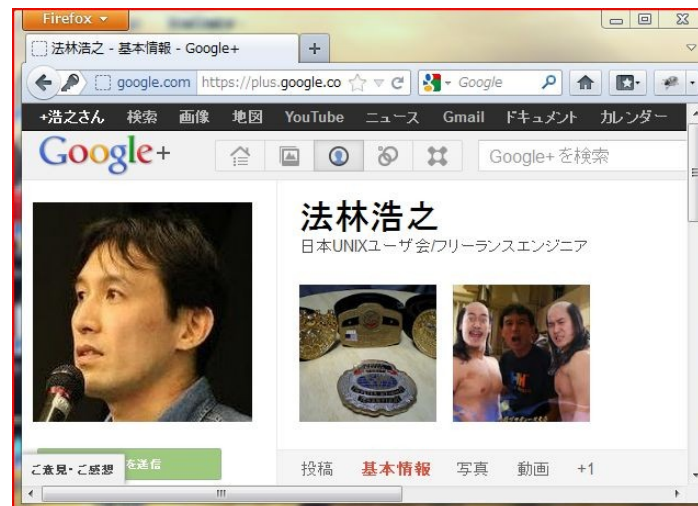 Firefox
法林浩之 - 基本情報 - Google+
google.com https://plus.google.co Google
+浩之さん 検索 画像 地図 YouTube ニュース Gmail ドキュメント カレンダー
Google+ Google+ を検索
法林浩之
日本UNIXユーザ会/フリーランスエンジニア
ご意見・ご感想 を送信
投稿 基本情報 写真 動画 +1